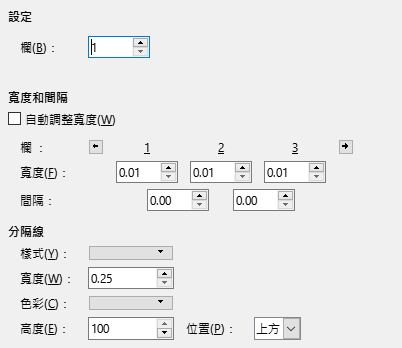 設定
欄(B)： 1
寬度和間隔
自動調整寬度(W)
欄： 1 2 3
寬度(F)： 0.01 0.01 0.01
間隔： 0.00 0.00
分隔線
樣式(Y)：
寬度(W)： 0.25
色彩(C)：
高度(E)： 100 位置(P)： 上方